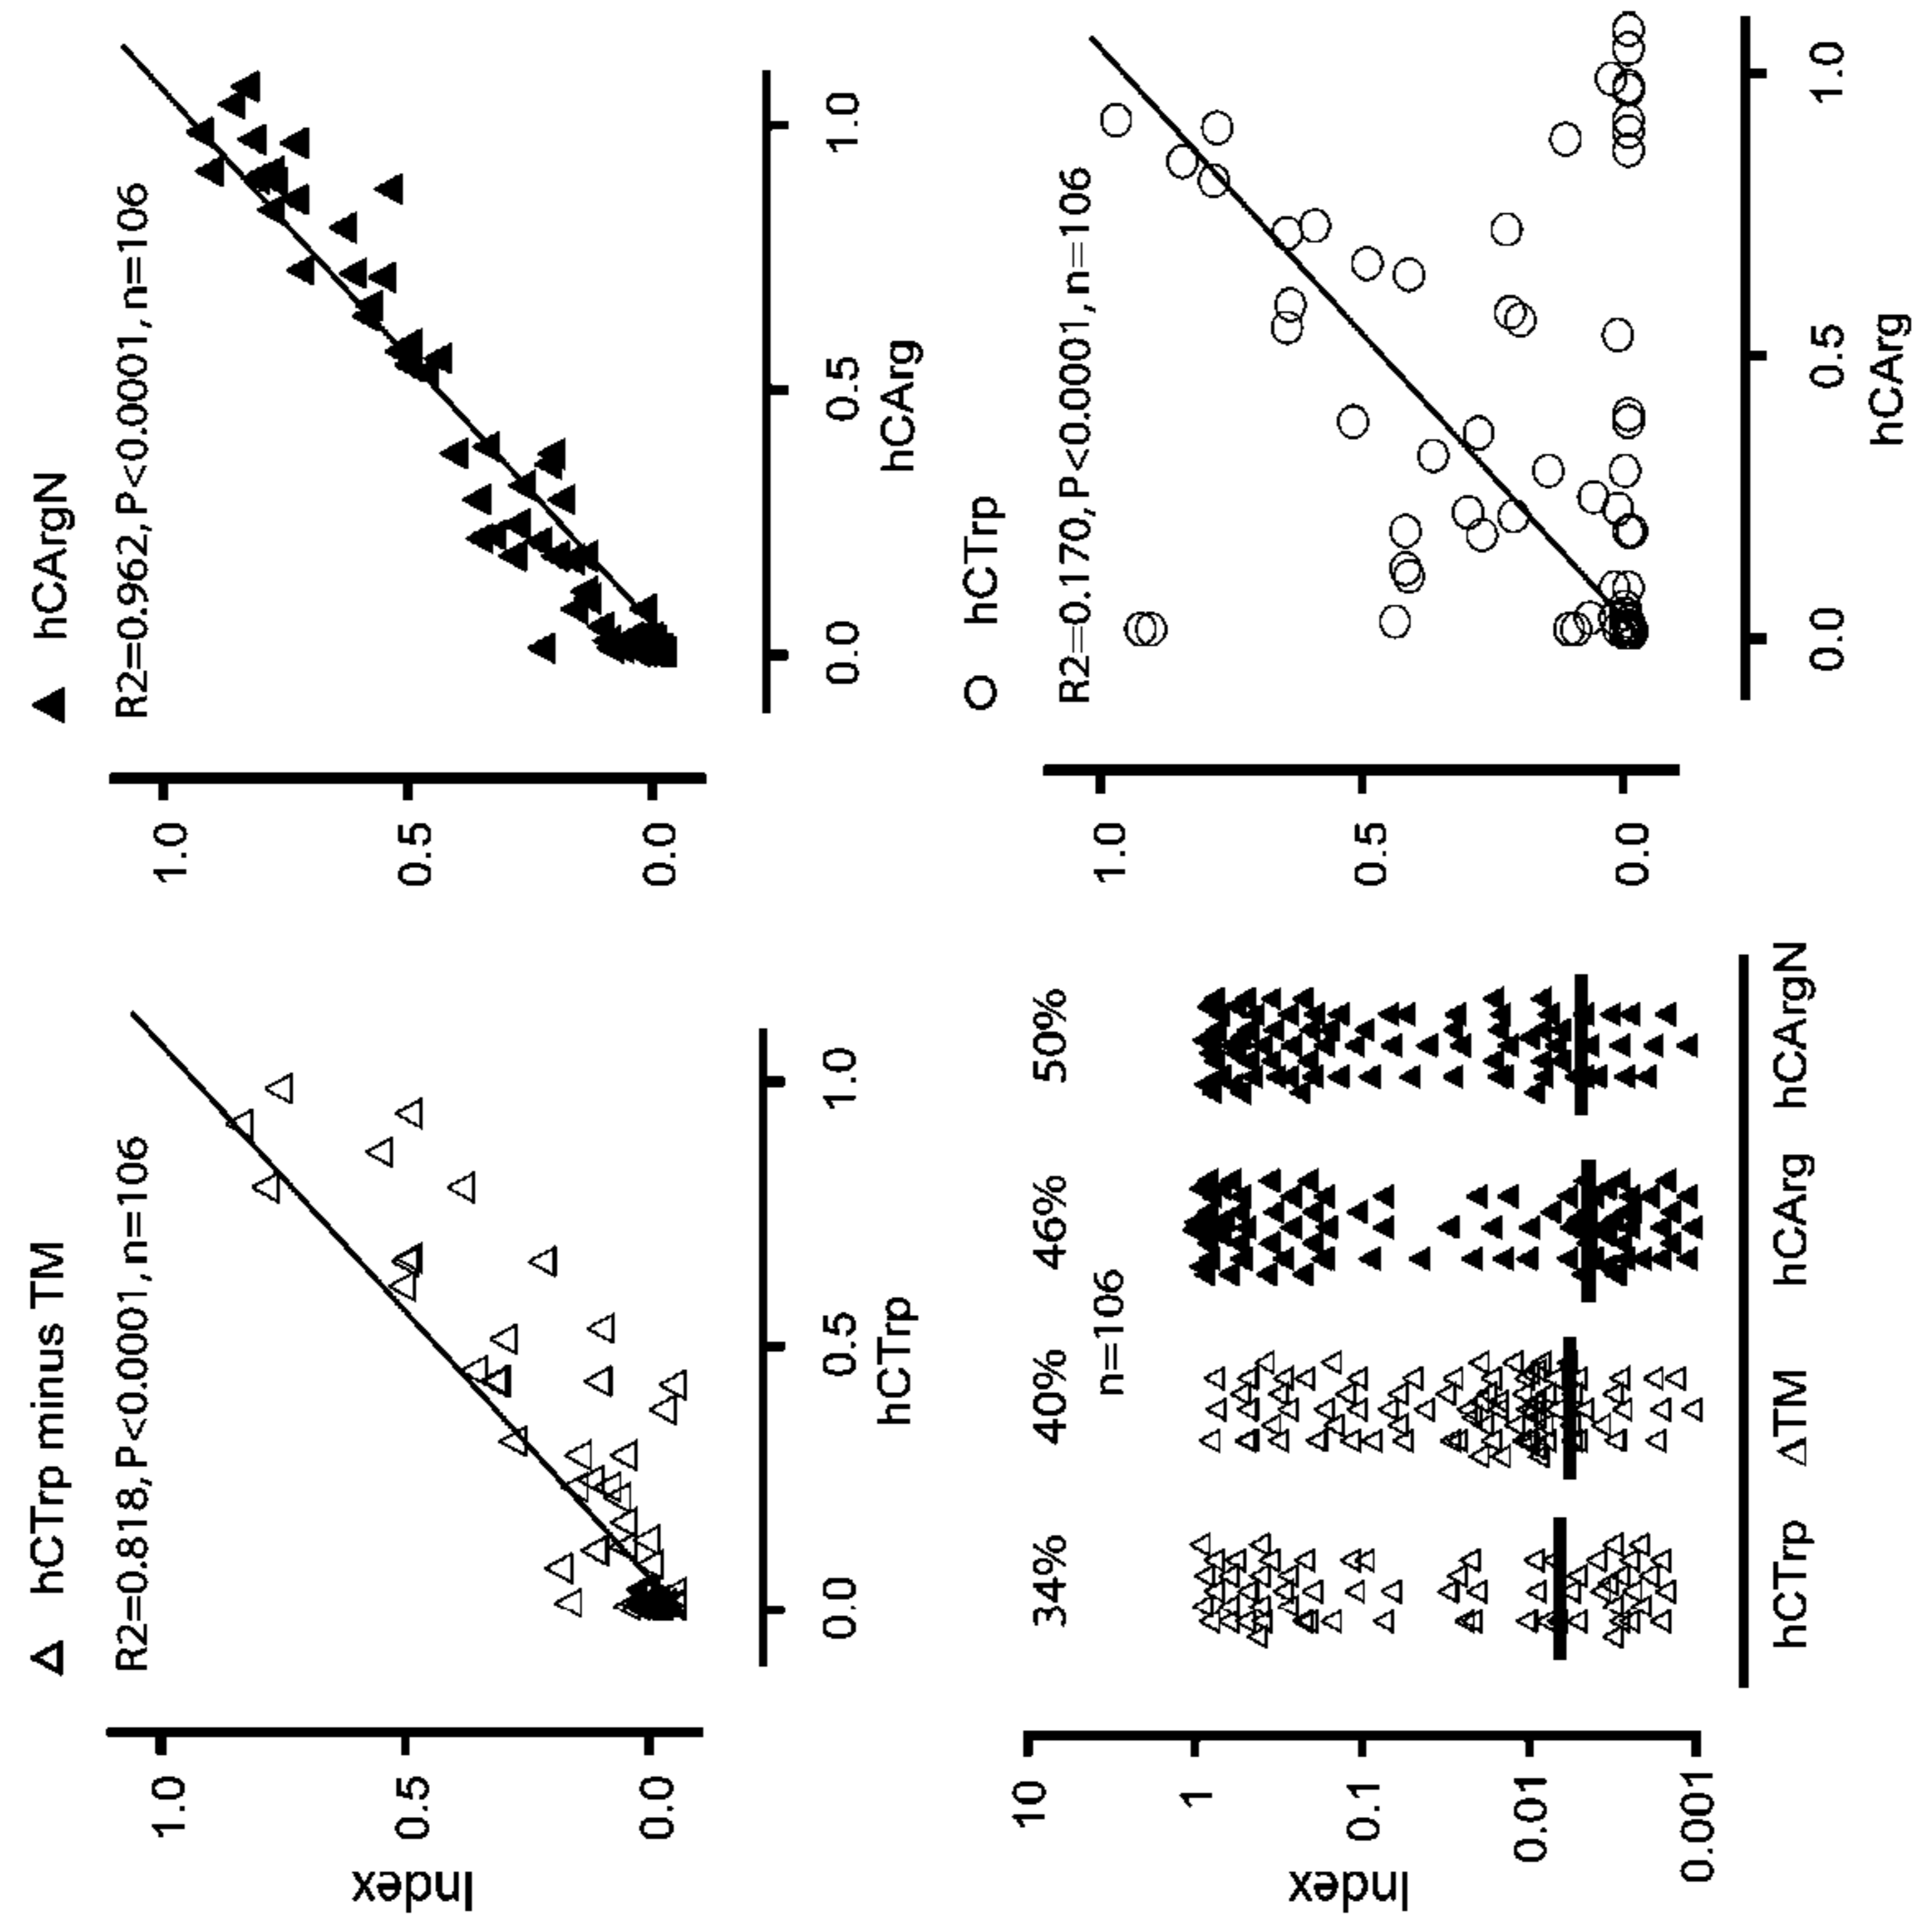 △ hCTrp minus TM
R2=0.818,P<0.0001,n=106
1.0
0.5
0.0
Index
0.0 0.5 1.0
hCTrp
▲ hCArgN
R2=0.962,P<0.0001,n=106
1.0
0.5
0.0
0.0 0.5 1.0
hCArg
34% 40% 46% 50%
n=106
10
1
0.1
0.01
0.001
Index
hCTrp ΔTM hCArg hCArgN
○ hCTrp
R2=0.170,P<0.0001,n=106
1.0
0.5
0.0
0.0 0.5 1.0
hCArg